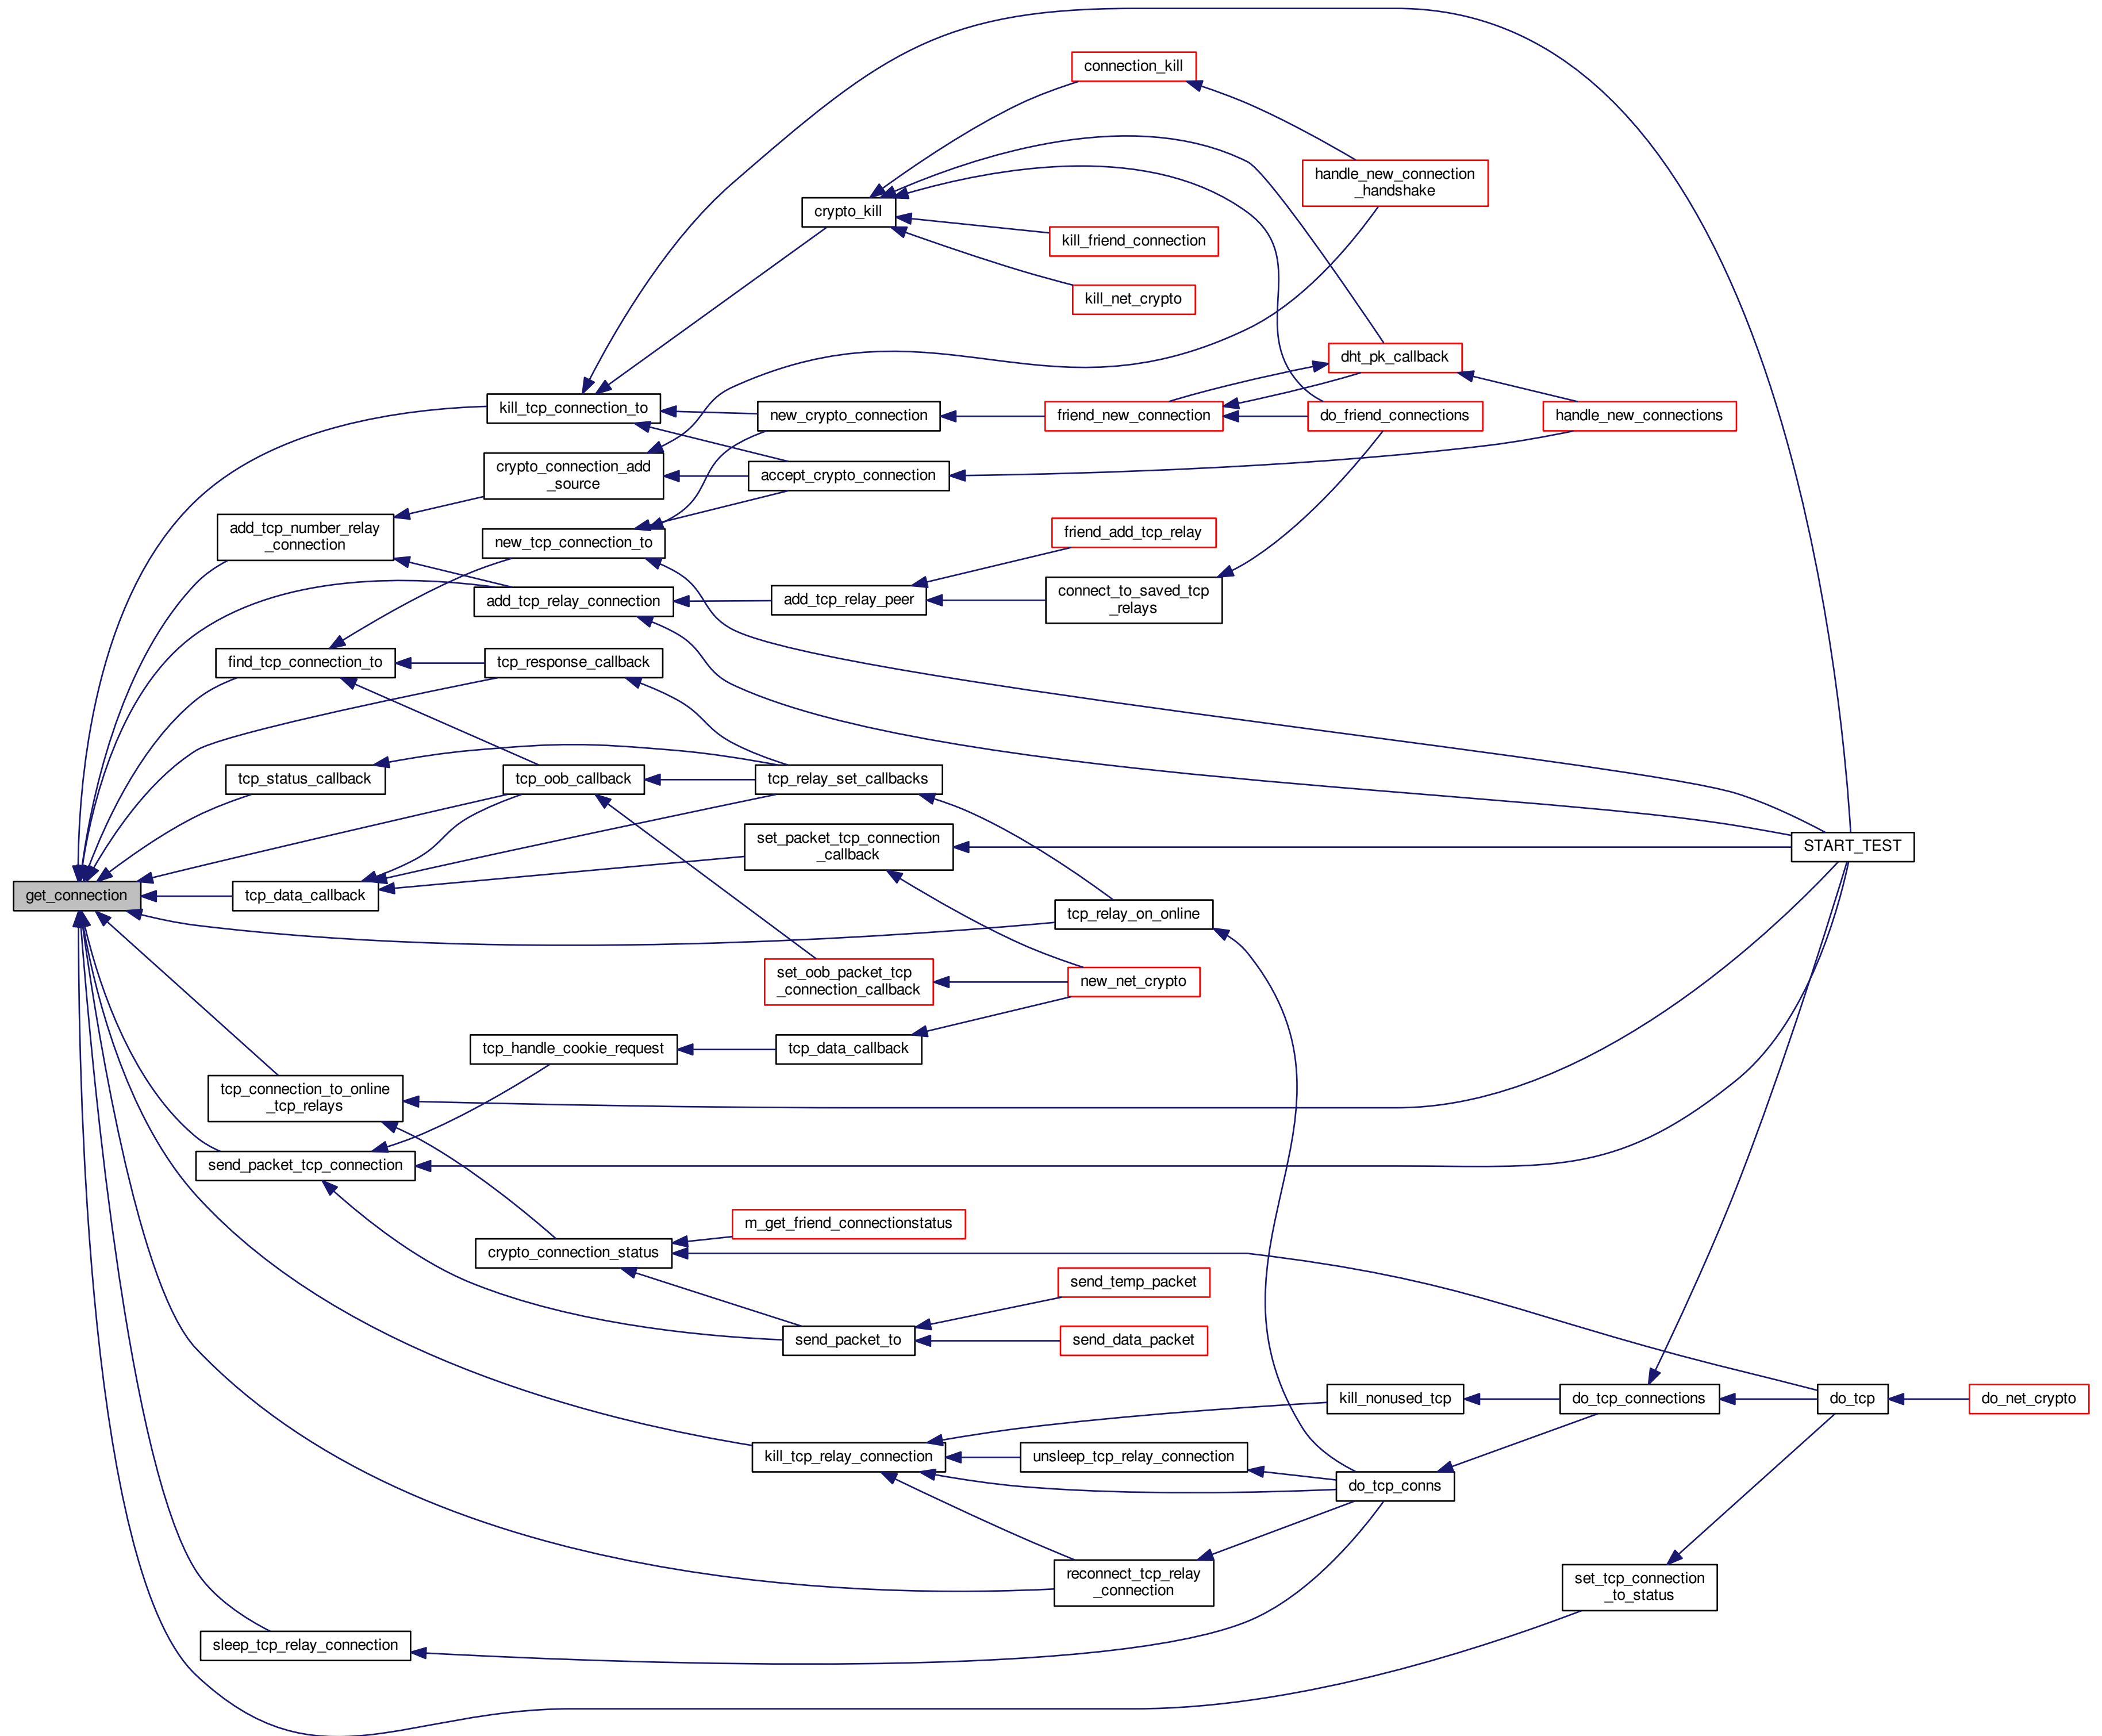 connection_kill
handle_new_connection
_handshake
crypto_kill
kill_friend_connection
kill_net_crypto
dht_pk_callback
kill_tcp_connection_to
new_crypto_connection
friend_new_connection
do_friend_connections
handle_new_connections
crypto_connection_add
_source
accept_crypto_connection
add_tcp_number_relay
_connection
new_tcp_connection_to
friend_add_tcp_relay
add_tcp_relay_connection
add_tcp_relay_peer
connect_to_saved_tcp
_relays
find_tcp_connection_to
tcp_response_callback
tcp_status_callback
tcp_oob_callback
tcp_relay_set_callbacks
set_packet_tcp_connection
_callback
START_TEST
get_connection
tcp_data_callback
tcp_relay_on_online
set_oob_packet_tcp
_connection_callback
new_net_crypto
tcp_handle_cookie_request
tcp_data_callback
tcp_connection_to_online
_tcp_relays
send_packet_tcp_connection
m_get_friend_connectionstatus
crypto_connection_status
send_temp_packet
send_packet_to
send_data_packet
kill_nonused_tcp
do_tcp_connections
do_tcp
do_net_crypto
kill_tcp_relay_connection
unsleep_tcp_relay_connection
do_tcp_conns
reconnect_tcp_relay
_connection
set_tcp_connection
_to_status
sleep_tcp_relay_connection